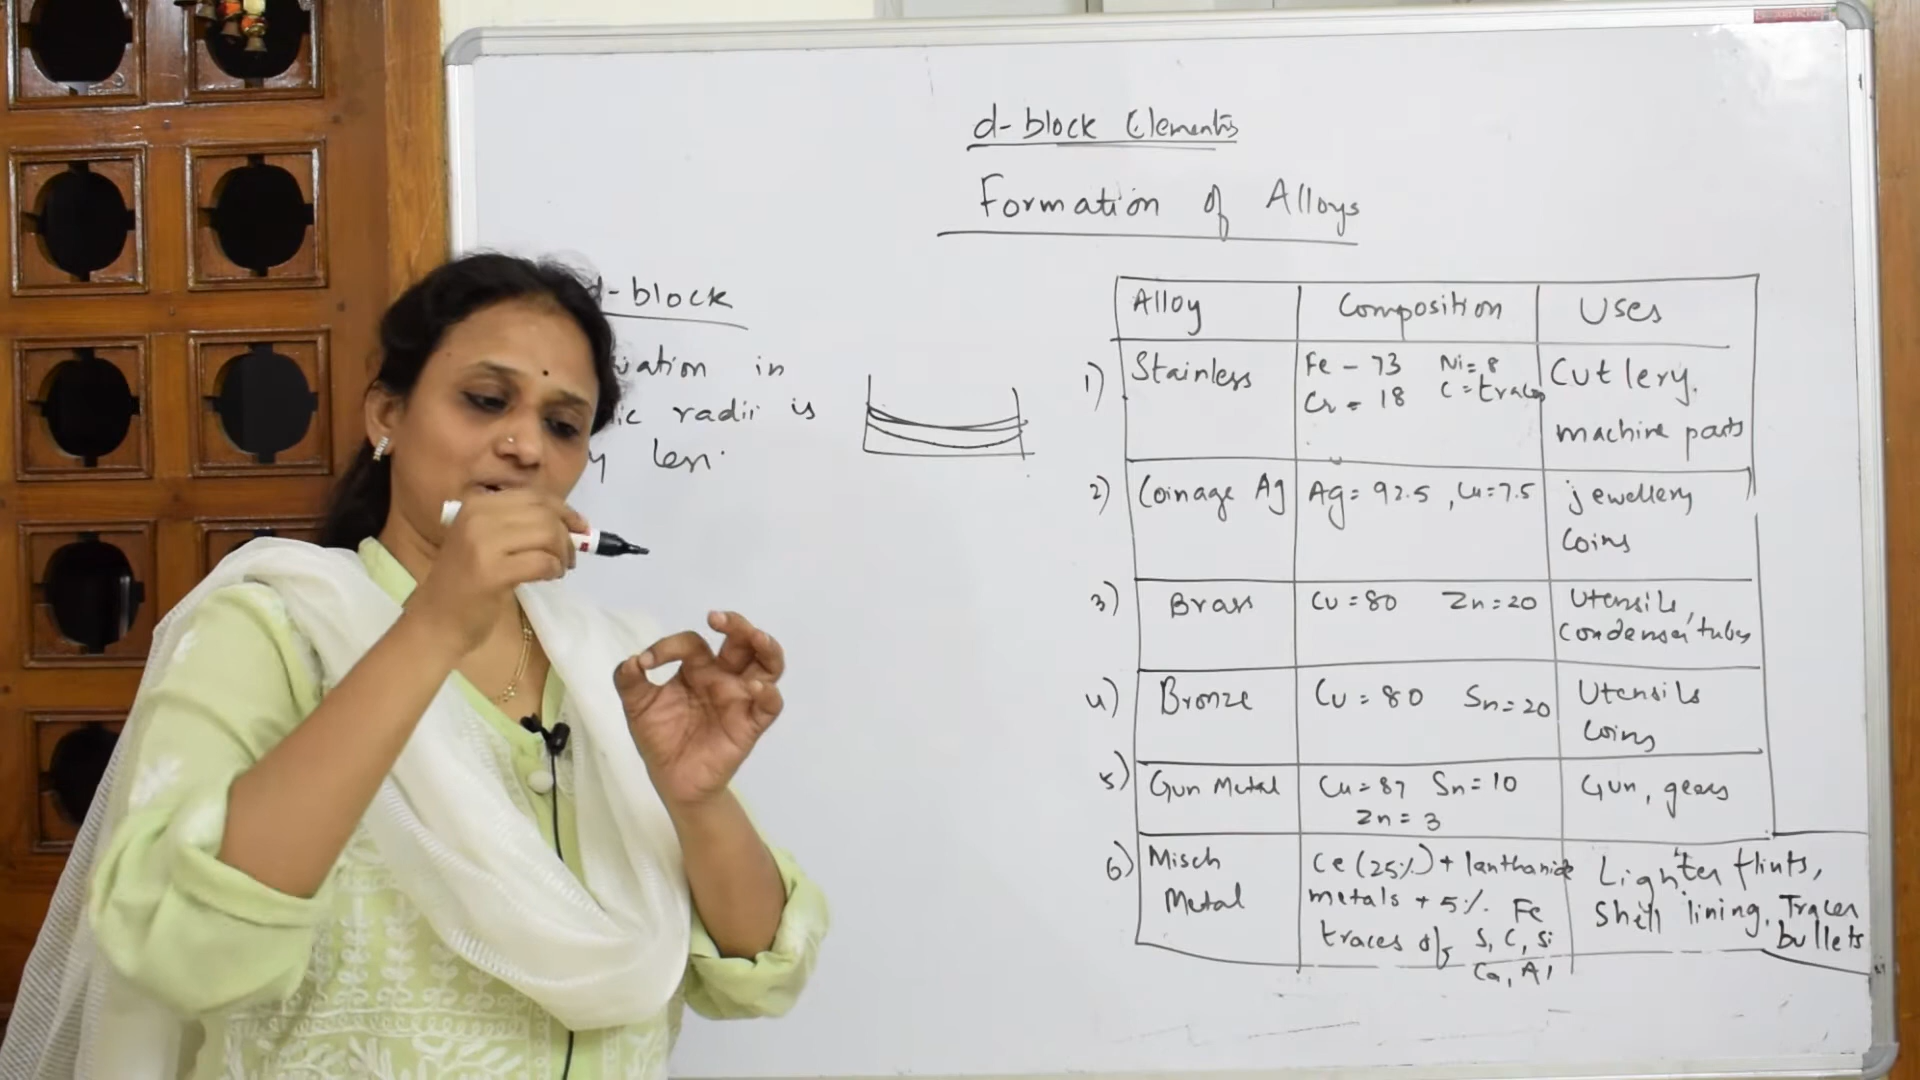 d-block Elements
Formation of Alloys
d-block
iation in
ic radii is
y less.
Alloy Composition Uses
1) Stainless Fe - 73 Ni = 8 Cutlery,
Cr = 18 C = traces machine parts
2) Coinage Ag Ag = 92.5, Cu = 7.5 jewellery
Coins
3) Brass Cu = 80 Zn = 20 Utensils,
condenser tubes
4) Bronze Cu = 80 Sn = 20 Utensils
Coins
5) Gun Metal Cu = 87 Sn = 10 Gun, gears
Zn = 3
6) Misch Ce (25%) + lanthanide Lighter flints,
Metal metals + 5% Fe Shell lining, Tracer
traces of S, C, Si bullets
Ca, Al